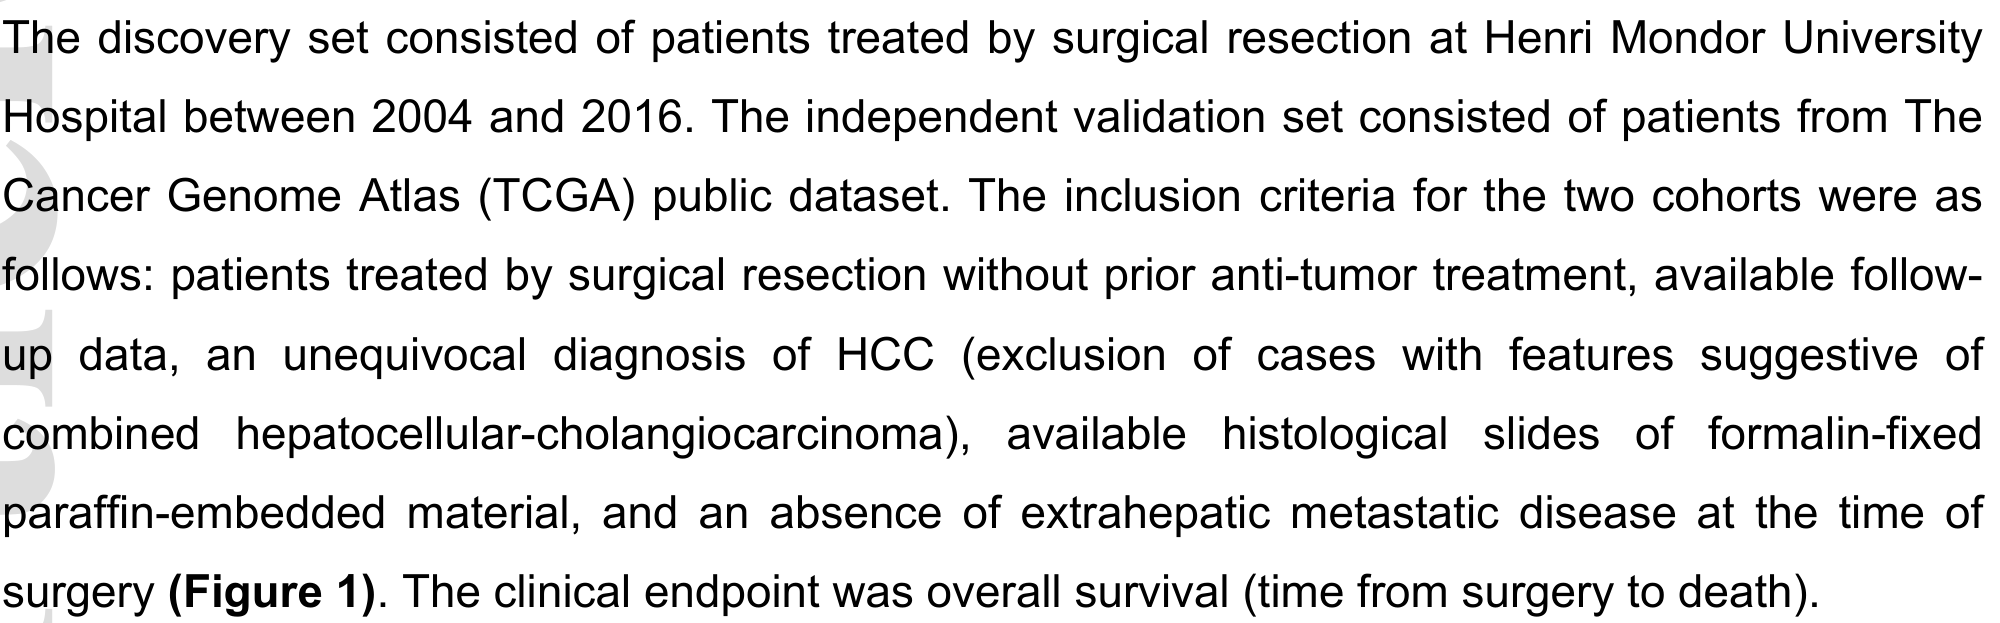 The discovery set consisted of patients treated by surgical resection at Henri Mondor University
Hospital between 2004 and 2016. The independent validation set consisted of patients from The
Cancer Genome Atlas (TCGA) public dataset. The inclusion criteria for the two cohorts were as
follows: patients treated by surgical resection without prior anti-tumor treatment, available follow-
up data, an unequivocal diagnosis of HCC (exclusion of cases with features suggestive of
combined hepatocellular-cholangiocarcinoma), available histological slides of formalin-fixed
paraffin-embedded material, and an absence of extrahepatic metastatic disease at the time of
surgery (Figure 1). The clinical endpoint was overall survival (time from surgery to death).